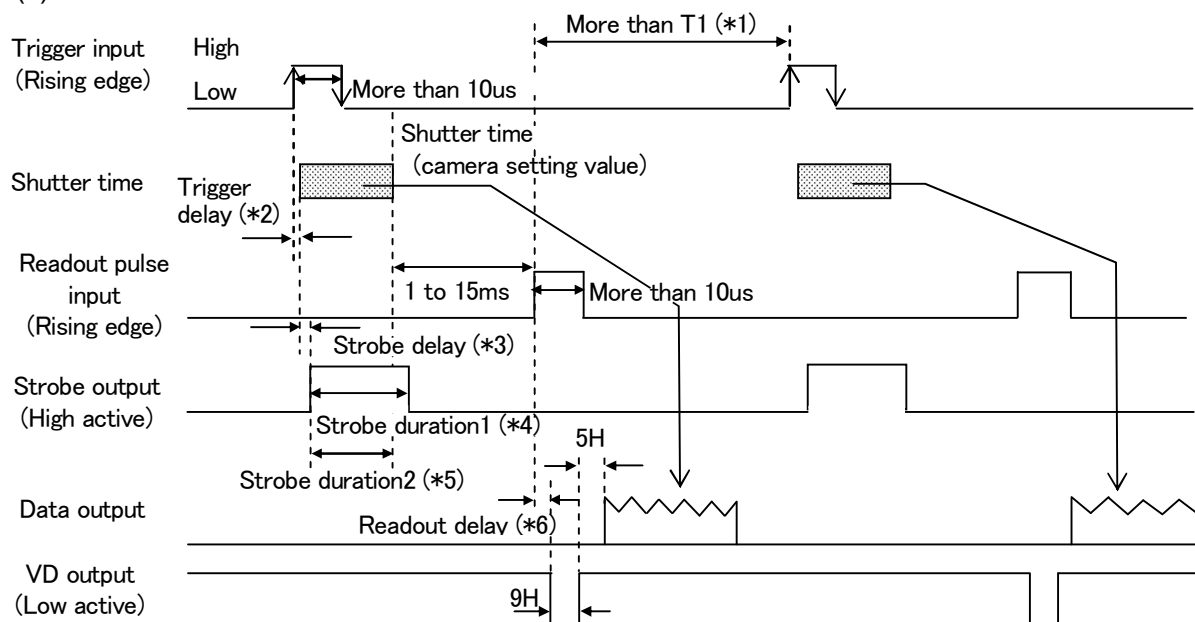 More than T1 (*1)
Trigger input
(Rising edge)
High
Low
More than 10us
Shutter time
(camera setting value)
Shutter time
Trigger
delay (*2)
Readout pulse
input
(Rising edge)
1 to 15ms
More than 10us
Strobe delay (*3)
Strobe output
(High active)
Strobe duration1 (*4)
5H
Strobe duration2 (*5)
Data output
Readout delay (*6)
VD output
(Low active)
9H